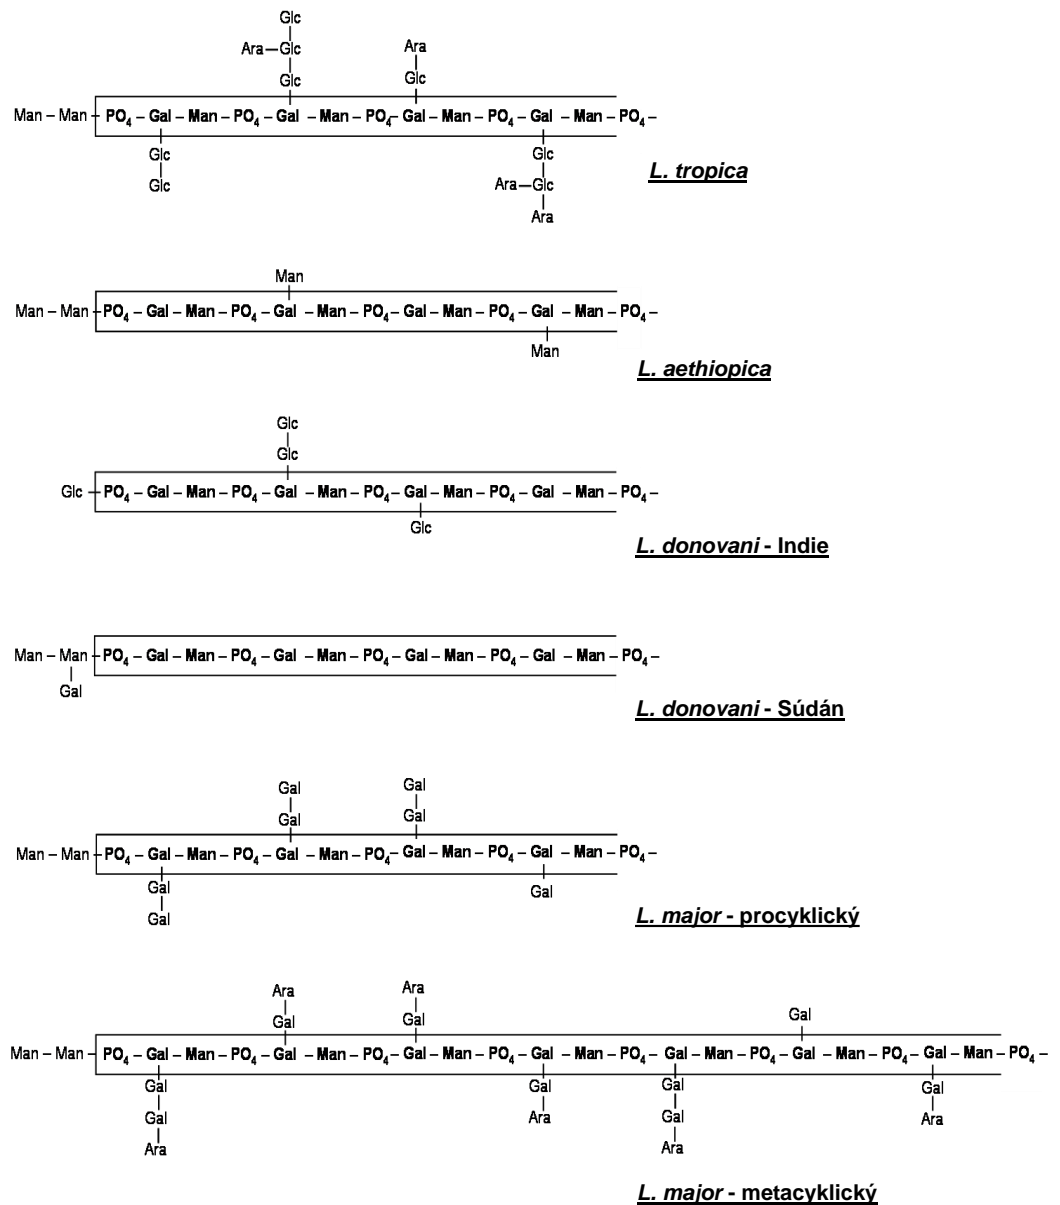 Glc
Ara–Glc Ara
Glc Glc
Man – Man – PO4 – Gal – Man – PO4 – Gal – Man – PO4 – Gal – Man – PO4 – Gal – Man – PO4 –
Glc Glc
Glc Ara–Glc
Ara
L. tropica
Man
Man – Man – PO4 – Gal – Man – PO4 – Gal – Man – PO4 – Gal – Man – PO4 – Gal – Man – PO4 –
Man
L. aethiopica
Glc
Glc
Glc – PO4 – Gal – Man – PO4 – Gal – Man – PO4 – Gal – Man – PO4 – Gal – Man – PO4 –
Glc
L. donovani - Indie
Man – Man – PO4 – Gal – Man – PO4 – Gal – Man – PO4 – Gal – Man – PO4 – Gal – Man – PO4 –
Gal
L. donovani - Súdán
Gal Gal
Gal Gal
Man – Man – PO4 – Gal – Man – PO4 – Gal – Man – PO4 – Gal – Man – PO4 – Gal – Man – PO4 –
Gal Gal
Gal
L. major - procyklický
Ara Ara
Gal Gal Gal
Man – Man – PO4 – Gal – Man – PO4 – Gal – Man – PO4 – Gal – Man – PO4 – Gal – Man – PO4 – Gal – Man – PO4 – Gal – Man – PO4 – Gal – Man – PO4 –
Gal Gal Gal Gal
Gal Ara Gal Ara
Ara Ara
L. major - metacyklický